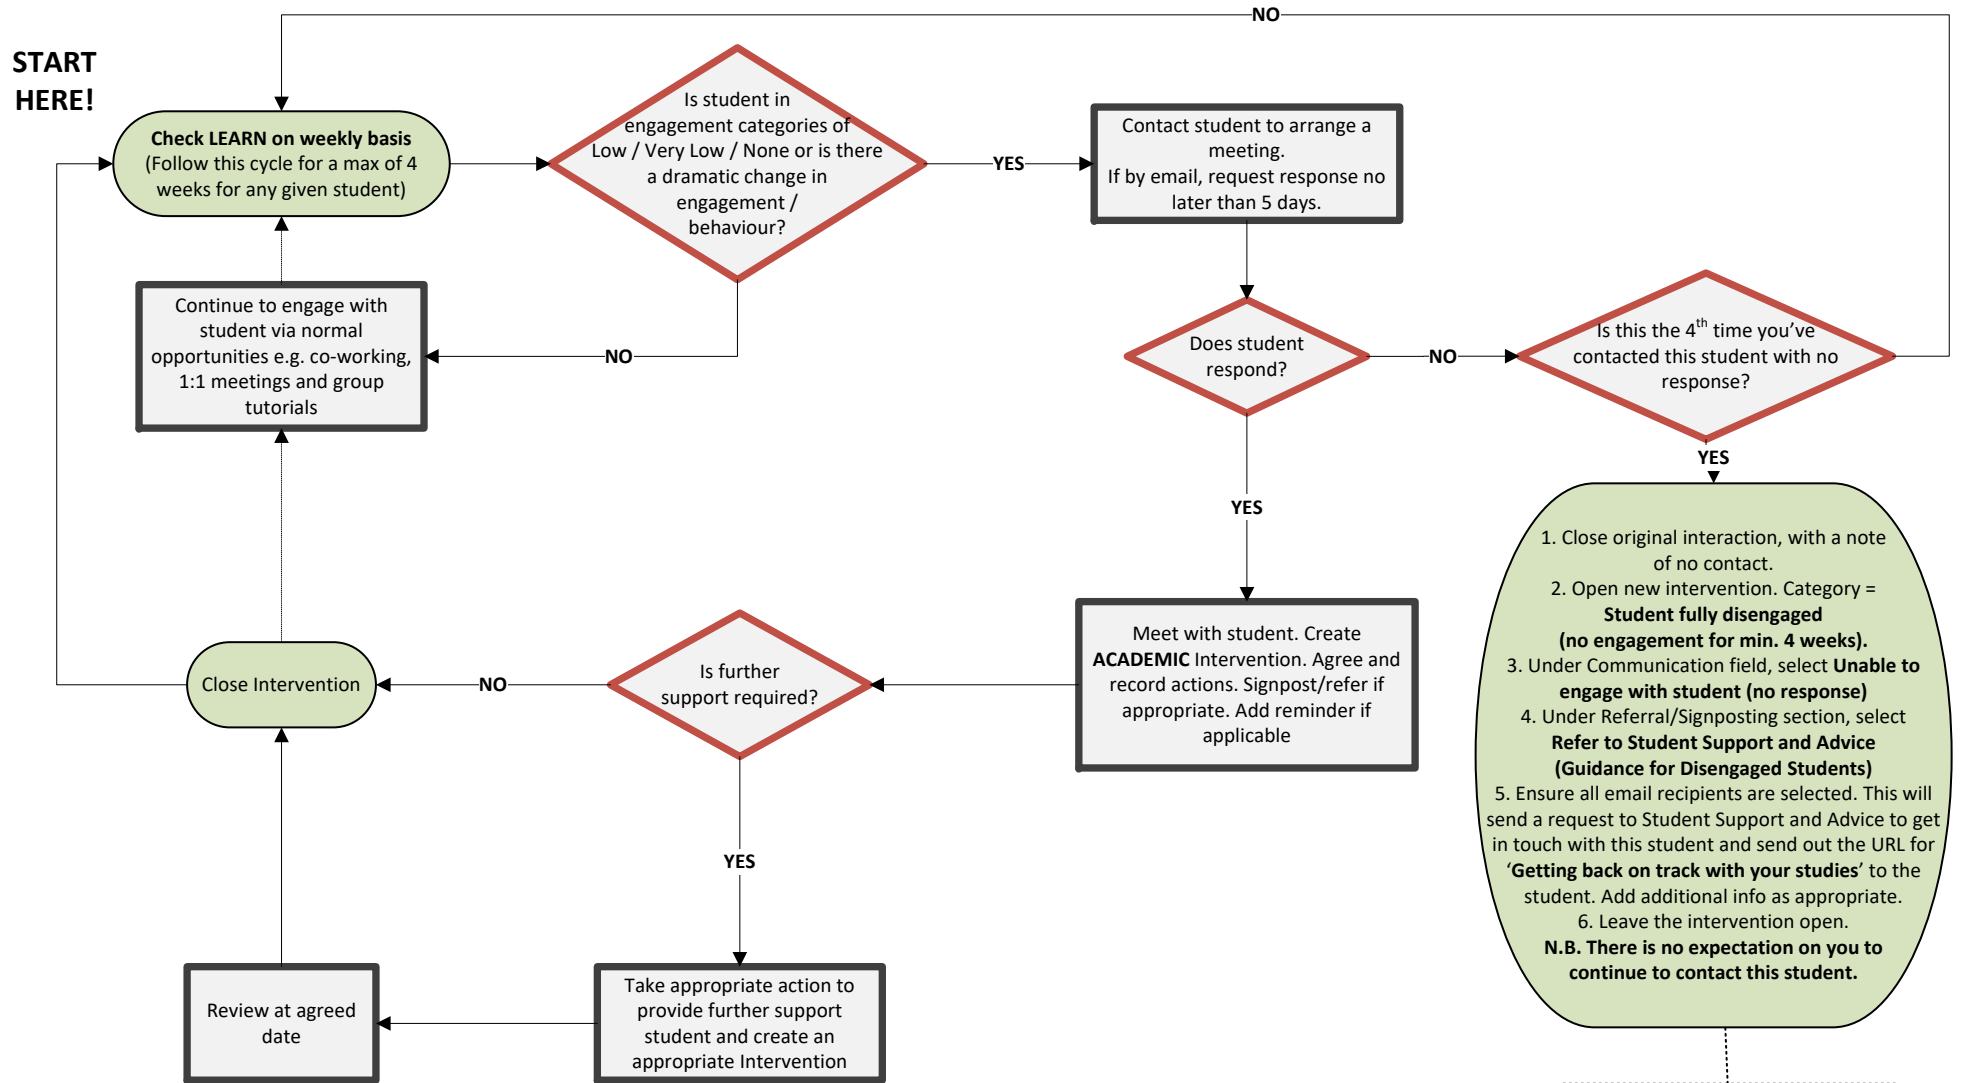 NO
START
HERE!
Check LEARN on weekly basis
(Follow this cycle for a max of 4
weeks for any given student)
Is student in
engagement categories of
Low / Very Low / None or is there
a dramatic change in
engagement /
behaviour?
YES
Contact student to arrange a
meeting.
If by email, request response no
later than 5 days.
Continue to engage with
student via normal
opportunities e.g. co-working,
1:1 meetings and group
tutorials
NO
Does student
respond?
NO
Is this the 4th time you’ve
contacted this student with no
response?
YES
YES
1. Close original interaction, with a note
of no contact.
2. Open new intervention. Category =
Student fully disengaged
(no engagement for min. 4 weeks).
3. Under Communication field, select Unable to
engage with student (no response)
4. Under Referral/Signposting section, select
Refer to Student Support and Advice
(Guidance for Disengaged Students)
5. Ensure all email recipients are selected. This will
send a request to Student Support and Advice to get
in touch with this student and send out the URL for
‘Getting back on track with your studies’ to the
student. Add additional info as appropriate.
6. Leave the intervention open.
N.B. There is no expectation on you to
continue to contact this student.
Meet with student. Create
ACADEMIC Intervention. Agree and
record actions. Signpost/refer if
appropriate. Add reminder if
applicable
Is further
support required?
NO
Close Intervention
YES
Take appropriate action to
provide further support
student and create an
appropriate Intervention
Review at agreed
date